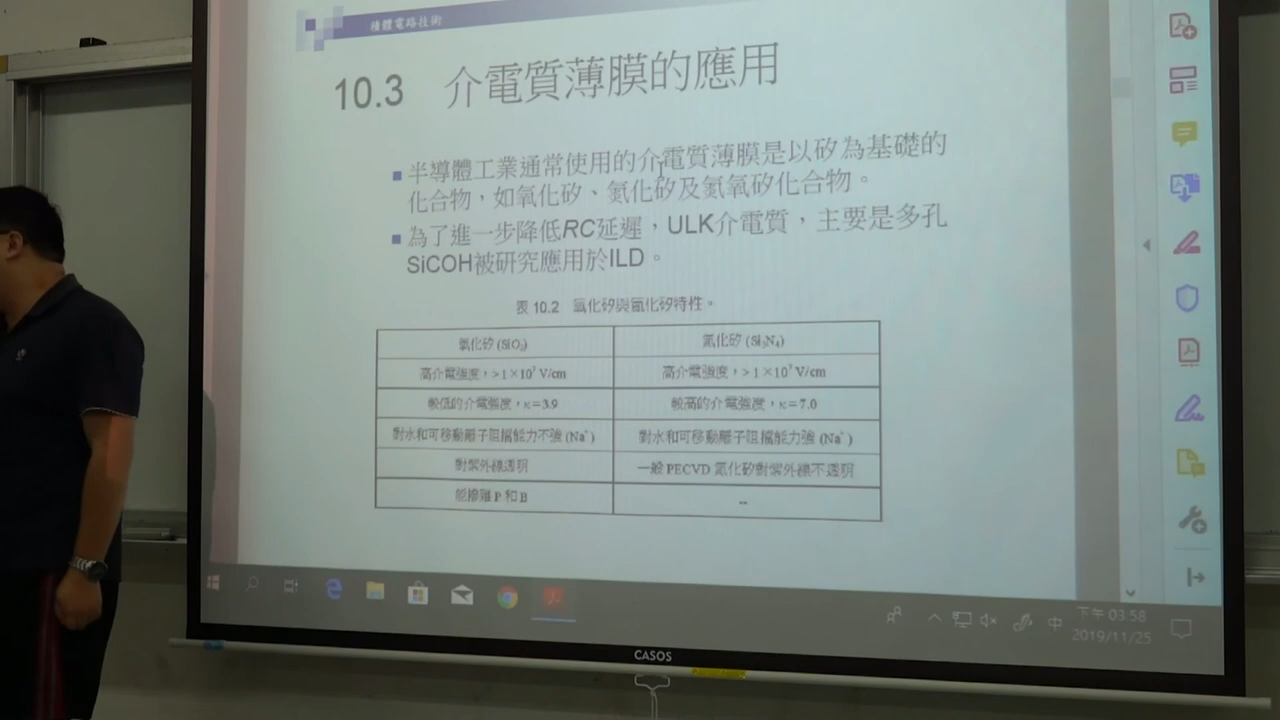 積體電路技術
10.3 介電質薄膜的應用
半導體工業通常使用的介電質薄膜是以矽為基礎的
化合物，如氧化矽、氮化矽及氮氧矽化合物。
為了進一步降低RC延遲，ULK介電質，主要是多孔
SiCOH被研究應用於ILD。
表 10.2 氧化矽與氮化矽特性。
氧化矽 (SiO₂) 氮化矽 (Si₃N₄)
高介電強度，> 1×10⁷ V/cm 高介電強度，> 1×10⁷ V/cm
較低的介電強度，κ=3.9 較高的介電強度，κ=7.0
對水和可移動離子阻擋能力不強 (Na⁺) 對水和可移動離子阻擋能力強 (Na⁺)
對紫外線透明 一般 PECVD 氮化矽對紫外線不透明
能摻雜 P 和 B --
中
下午 03:58
2019/11/25
CASOS